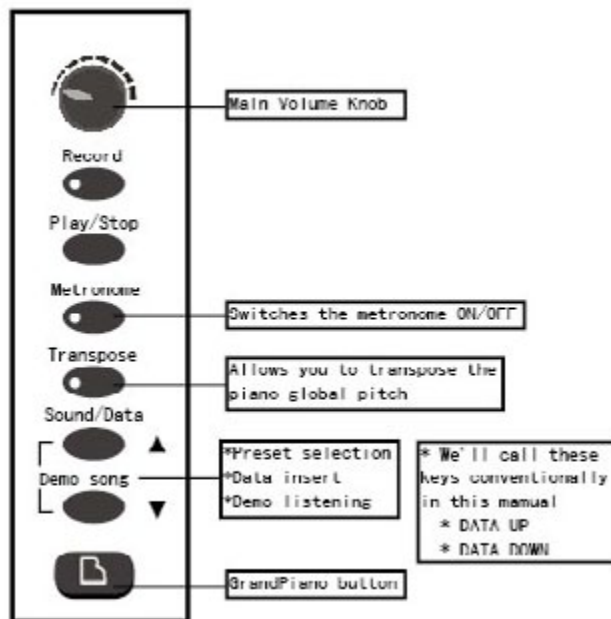 Main Volume Knob
Record
Play/Stop
Metronome
Switches the metronome ON/OFF
Transpose
Allows you to transpose the
piano global pitch
Sound/Data
▲
Demo song
▼
*Preset selection
*Data insert
*Demo listening
* We'll call these
keys conventionally
in this manual
* DATA UP
* DATA DOWN
GrandPiano button